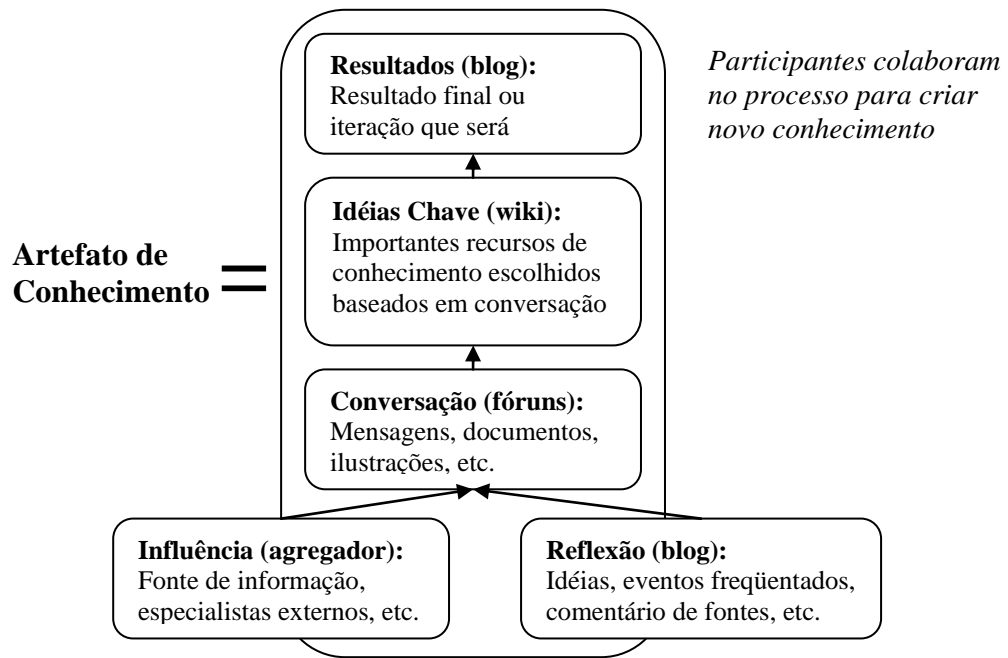 Resultados (blog):
Resultado final ou
iteração que será
Participantes colaboram
no processo para criar
novo conhecimento
Idéias Chave (wiki):
Importantes recursos de
conhecimento escolhidos
baseados em conversação
Artefato de
Conhecimento =
Conversação (fóruns):
Mensagens, documentos,
ilustrações, etc.
Influência (agregador):
Fonte de informação,
especialistas externos, etc.
Reflexão (blog):
Idéias, eventos freqüentados,
comentário de fontes, etc.